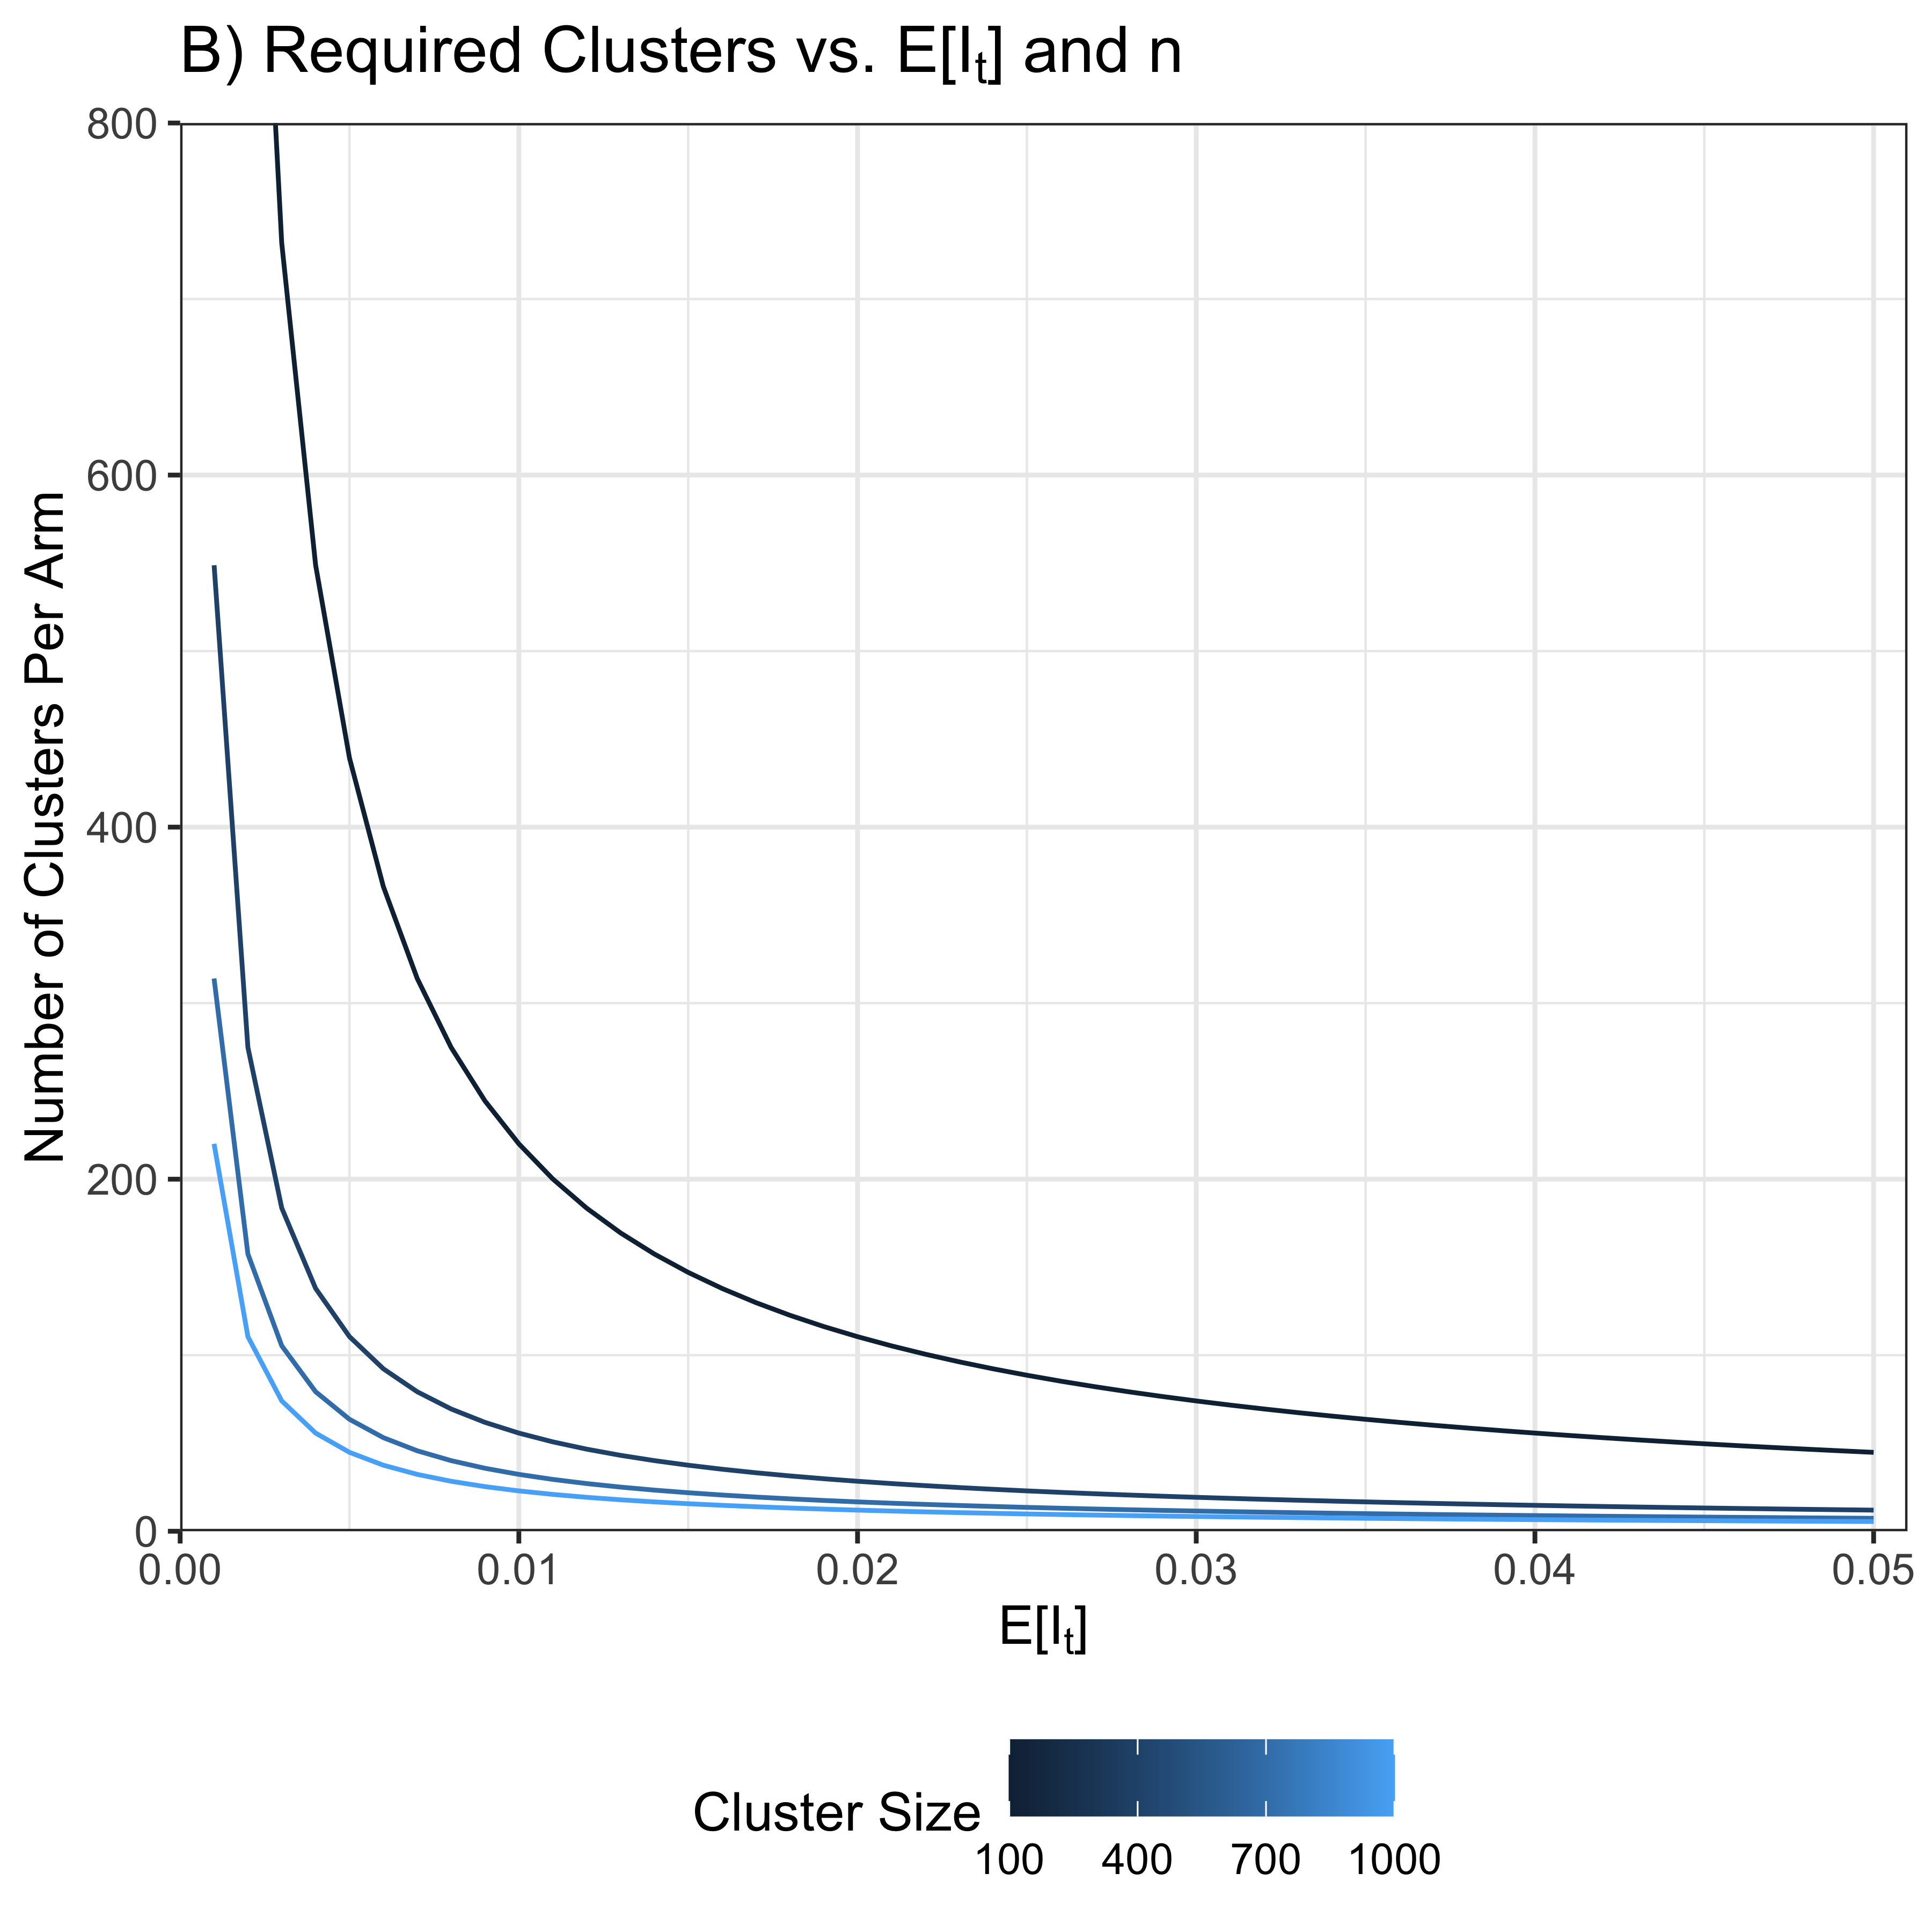 B) Required Clusters vs. E[Iₜ] and n
800
600
400
200
0
Number of Clusters Per Arm
0.00 0.01 0.02 0.03 0.04 0.05
E[Iₜ]
Cluster Size
100 400 700 1000